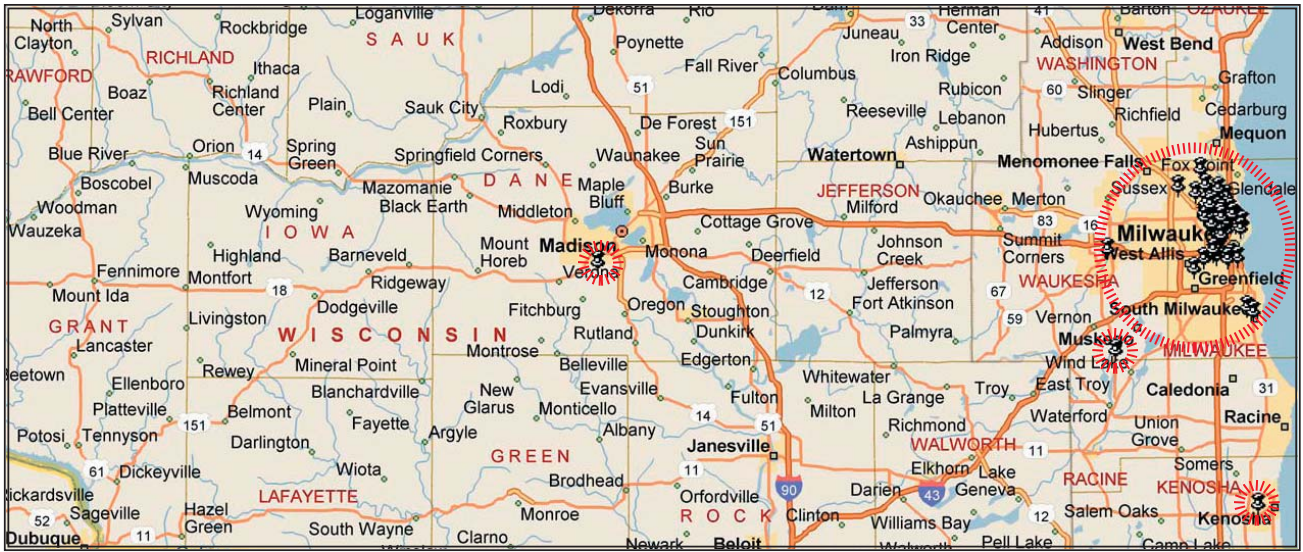 Dekorra
Rio
Herman
Center
41
Barton
OZAUKEE
Sylvan
Loganville
33
North
Clayton
Rockbridge
SAUK
Poynette
Juneau
Iron Ridge
Addison
West Bend
WASHINGTON
RICHLAND
Ithaca
Fall River
Columbus
Grafton
RAWFORD
Boaz
Richland
Center
Plain
Sauk City
Lodi
51
Rubicon
60
Slinger
Cedarburg
Bell Center
Roxbury
De Forest
151
Reeseville
Lebanon
Richfield
Hubertus
Mequon
Blue River
Orion
14
Spring
Green
Springfield Corners
Waunakee
Sun
Prairie
Watertown
Ashippun
Menomonee Falls
Fox Point
Boscobel
Muscoda
Mazomanie
Black Earth
DANE
Maple
Bluff
Burke
JEFFERSON
Milford
Okauchee
Merton
Sussex
Glendale
Woodman
Wauzeka
Wyoming
IOWA
Middleton
Cottage Grove
83
16
Milwauk
Highland
Barneveld
Mount
Horeb
Madison
Verona
Monona
Deerfield
Johnson
Creek
Summit
Corners
West Allis
Fennimore
Montfort
Ridgeway
Cambridge
Jefferson
WAUKESHA
Greenfield
Mount Ida
18
Dodgeville
Fitchburg
Oregon
Stoughton
12
Fort Atkinson
67
South Milwaukee
GRANT
Livingston
WISCONSIN
Rutland
Dunkirk
Palmyra
59
Vernon
Muskego
Lancaster
Montrose
MILWAUKEE
Wind Lake
eetown
Rewey
Mineral Point
Belleville
Edgerton
Whitewater
East Troy
Caledonia
31
Ellenboro
Blanchardville
New
Glarus
Evansville
Fulton
La Grange
Troy
Platteville
151
Belmont
Fayette
Monticello
14
51
Milton
Waterford
Racine
Potosi
Tennyson
Darlington
Argyle
Albany
Janesville
Richmond
WALWORTH
11
Union
Grove
61
Dickeyville
Wiota
GREEN
Brodhead
11
Elkhorn
Lake
Geneva
RACINE
Somers
KENOSHA
ickardsville
Sageville
LAFAYETTE
Orfordville
90
Darien
43
52
Hazel
Green
South Wayne
Monroe
ROCK
Clinton
Williams Bay
12
Salem Oaks
Kenosha
Dubuque
11
Clarno
Newark
Beloit
Walworth
Pell Lake
Camp Lake